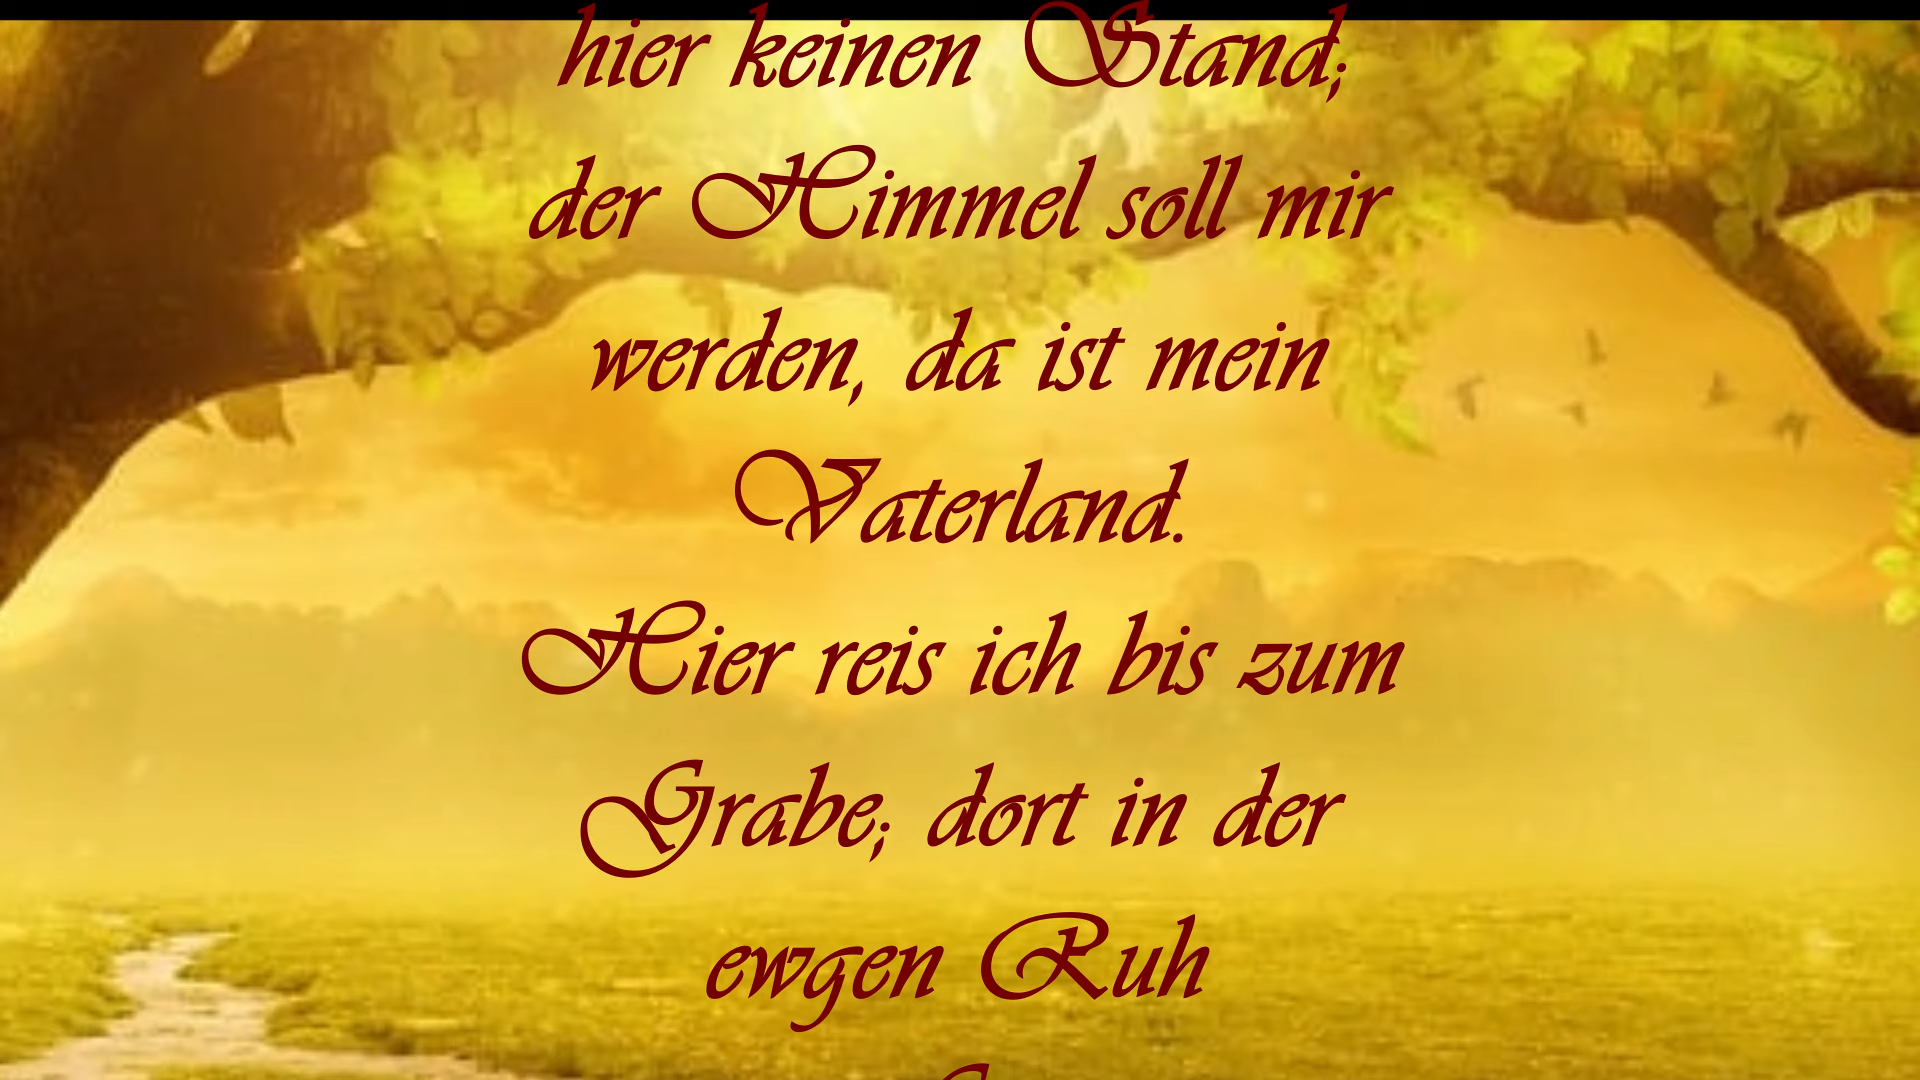 hier keinen Stand;
der Himmel soll mir
werden, da ist mein
Vaterland.
Hier reis ich bis zum
Grabe; dort in der
ewgen Ruh